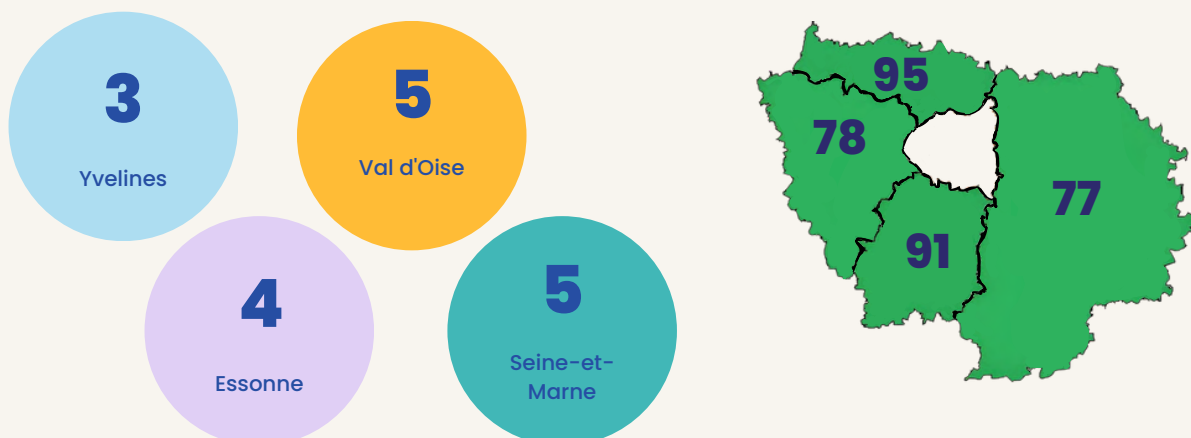 3
Yvelines
5
Val d'Oise
4
Essonne
5
Seine-et-
Marne
95
78
77
91